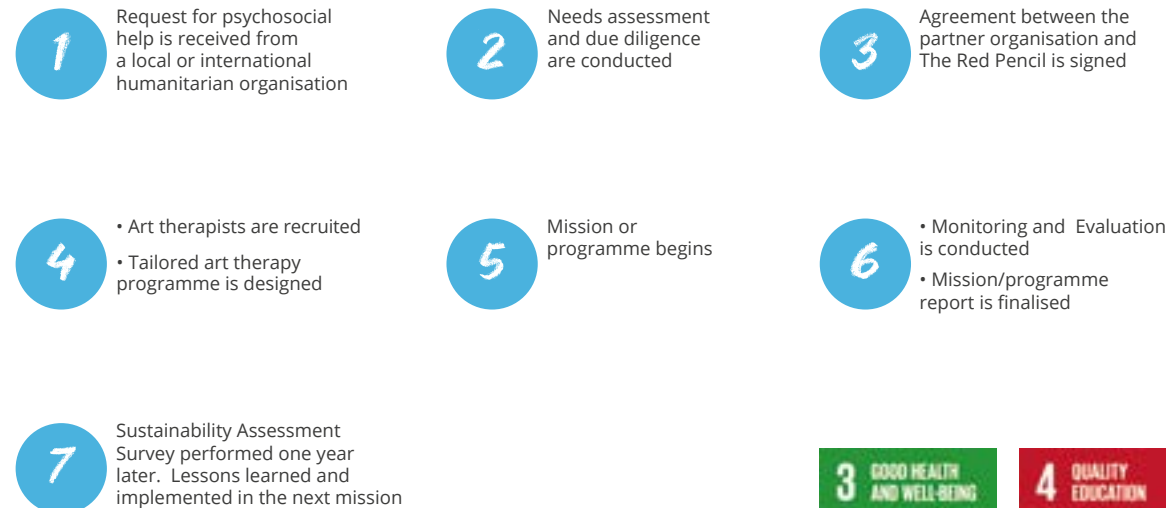 1
Request for psychosocial
help is received from
a local or international
humanitarian organisation
2
Needs assessment
and due diligence
are conducted
3
Agreement between the
partner organisation and
The Red Pencil is signed
4
• Art therapists are recruited
• Tailored art therapy
programme is designed
5
Mission or
programme begins
6
• Monitoring and  Evaluation
is conducted
• Mission/programme
report is finalised
7
Sustainability Assessment
Survey performed one year
later.  Lessons learned and
implemented in the next mission
3 GOOD HEALTH
AND WELL-BEING
4 QUALITY
EDUCATION